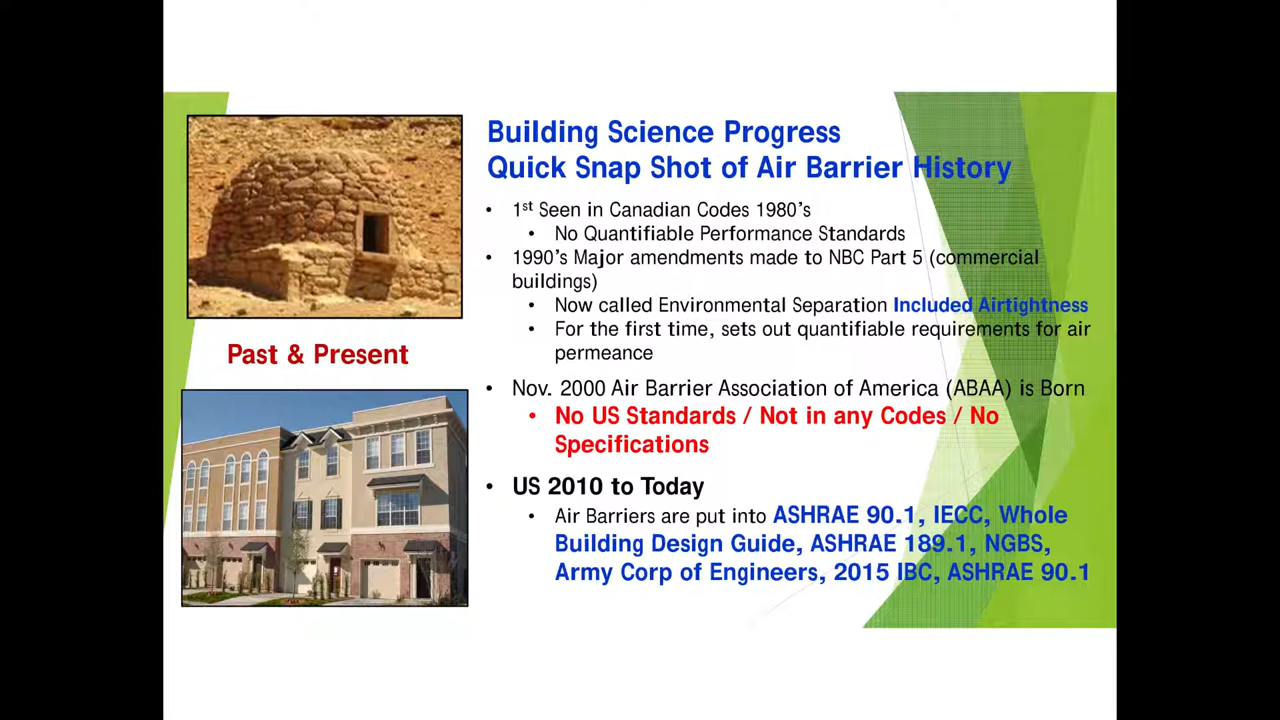 Building Science Progress
Quick Snap Shot of Air Barrier History
• 1st Seen in Canadian Codes 1980's
• No Quantifiable Performance Standards
• 1990's Major amendments made to NBC Part 5 (commercial
buildings)
• Now called Environmental Separation Included Airtightness
• For the first time, sets out quantifiable requirements for air
permeance
Past & Present
• Nov. 2000 Air Barrier Association of America (ABAA) is Born
• No US Standards / Not in any Codes / No
Specifications
• US 2010 to Today
• Air Barriers are put into ASHRAE 90.1, IECC, Whole
Building Design Guide, ASHRAE 189.1, NGBS,
Army Corp of Engineers, 2015 IBC, ASHRAE 90.1